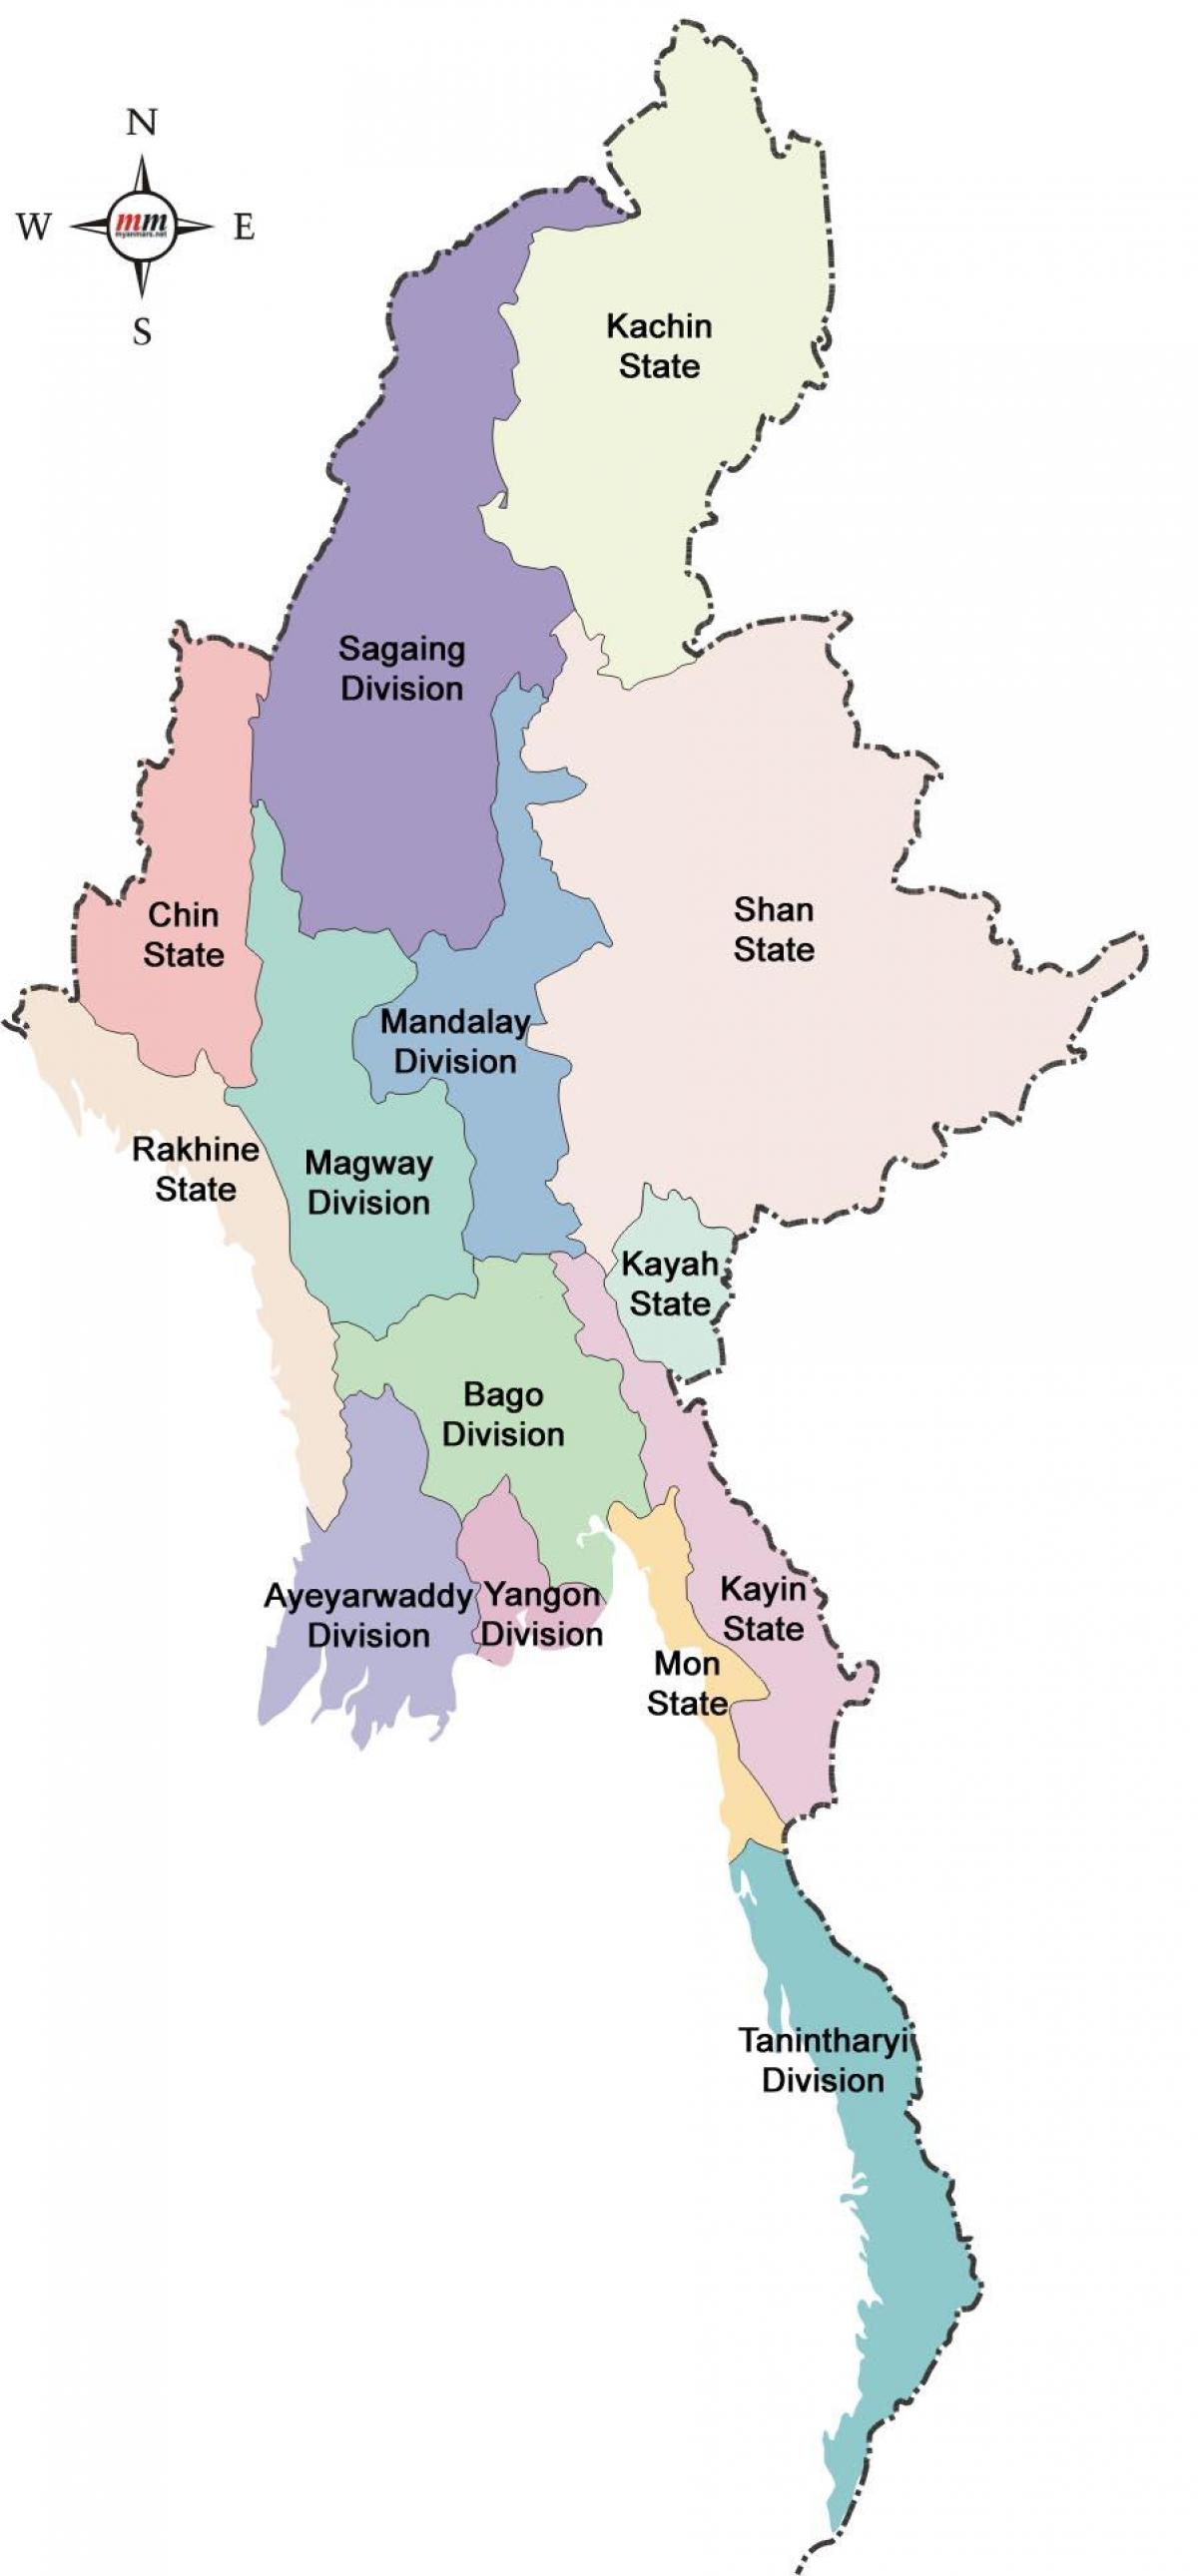 N
W
mm
myanmars.net
E
S
Kachin
State
Sagaing
Division
Chin
State
Shan
State
Mandalay
Division
Rakhine
State
Magway
Division
Kayah
State
Bago
Division
Ayeyarwaddy
Division
Yangon
Division
Kayin
State
Mon
State
Tanintharyi
Division